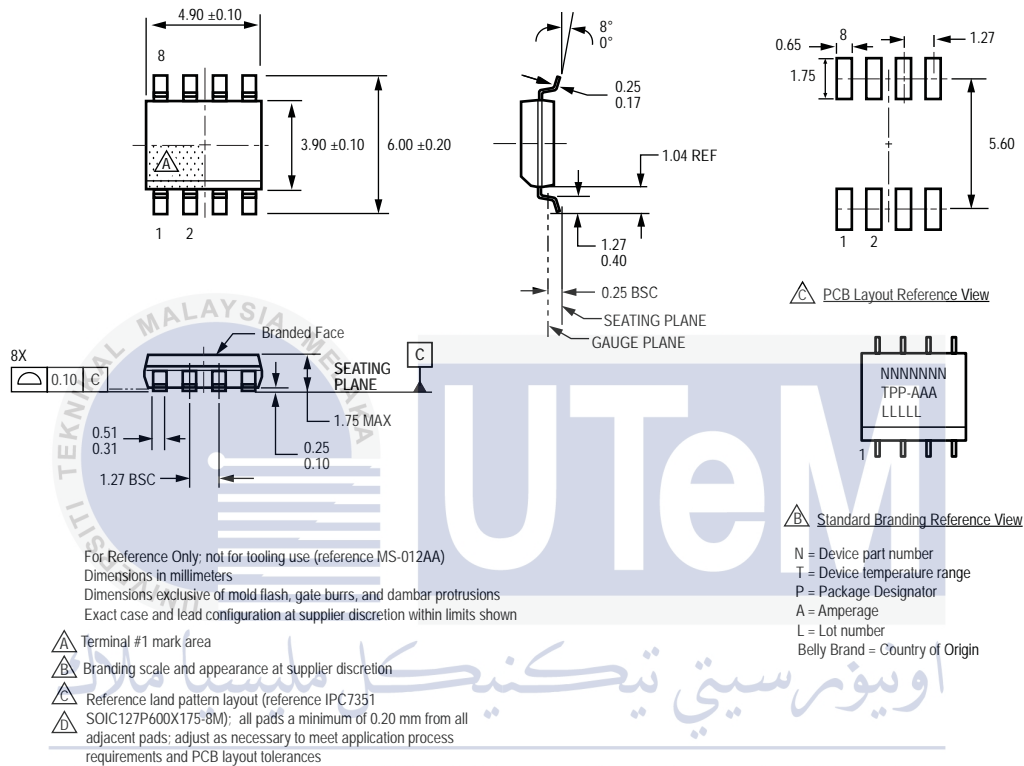 4.90 ±0.10
8
A
3.90 ±0.10
6.00 ±0.20
1 2
8°
0°
0.25
0.17
1.04 REF
1.27
0.40
0.25 BSC
SEATING PLANE
GAUGE PLANE
0.65
8
1.27
1.75
5.60
1 2
C PCB Layout Reference View
8X
0.10 C
Branded Face
SEATING
PLANE
C
1.75 MAX
0.51
0.31
0.25
0.10
1.27 BSC
NNNNNNN
TPP-AAA
LLLLL
1
B Standard Branding Reference View
N = Device part number
T = Device temperature range
P = Package Designator
A = Amperage
L = Lot number
Belly Brand = Country of Origin
For Reference Only; not for tooling use (reference MS-012AA)
Dimensions in millimeters
Dimensions exclusive of mold flash, gate burrs, and dambar protrusions
Exact case and lead configuration at supplier discretion within limits shown
A Terminal #1 mark area
B Branding scale and appearance at supplier discretion
C Reference land pattern layout (reference IPC7351
D SOIC127P600X175-8M); all pads a minimum of 0.20 mm from all
adjacent pads; adjust as necessary to meet application process
requirements and PCB layout tolerances
UNIVERSITI TEKNIKAL MALAYSIA MELAKA
UTeM
اونيۏرسيتي تيكنيكل مليسيا ملاك